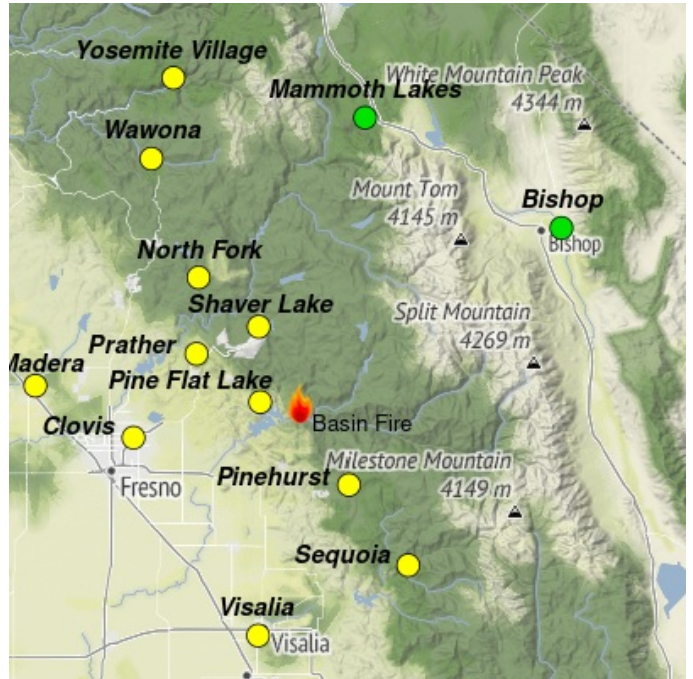 Yosemite Village
White Mountain Peak
4344 m
Mammoth Lakes
Wawona
Mount Tom
4145 m
Bishop
Bishop
North Fork
Shaver Lake
Split Mountain
4269 m
Prather
Madera
Pine Flat Lake
Clovis
Basin Fire
Milestone Mountain
4149 m
Pinehurst
Fresno
Sequoia
Visalia
Visalia